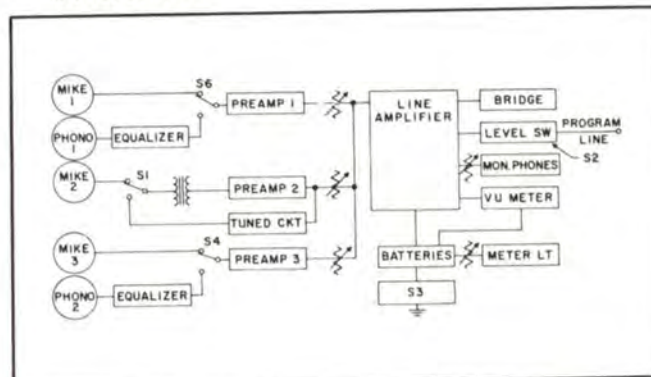 MIKE 1
S6
PREAMP 1
PHONO 1
EQUALIZER
MIKE 2
S1
PREAMP 2
TUNED CKT
MIKE 3
S4
PREAMP 3
PHONO 2
EQUALIZER
LINE AMPLIFIER
BRIDGE
LEVEL SW
PROGRAM LINE
S2
MON. PHONES
VU METER
BATTERIES
METER LT
S3